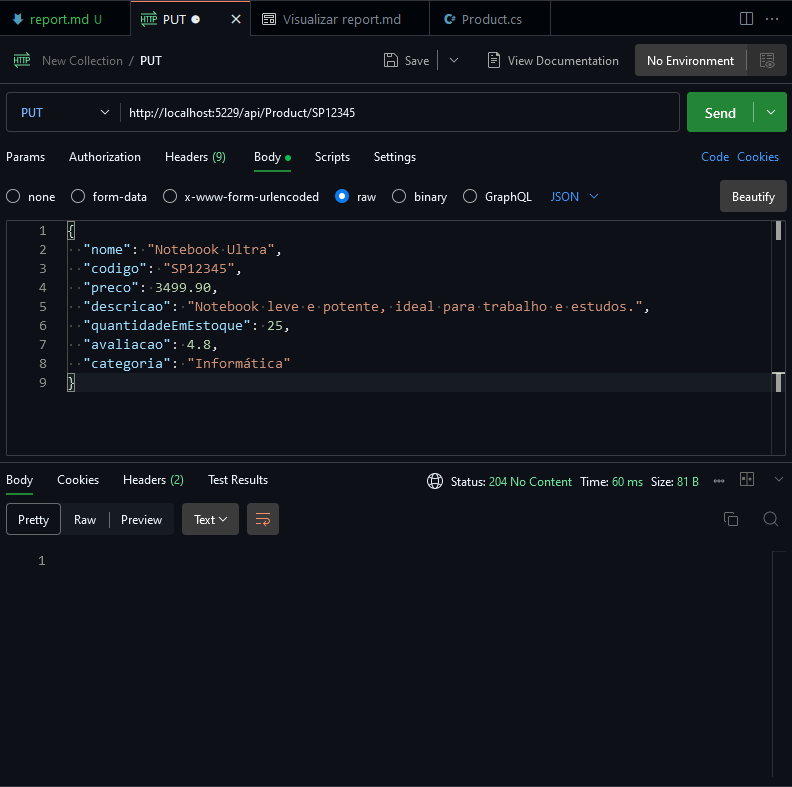 report.md U
HTTP PUT
Visualizar report.md
C# Product.cs
HTTP New Collection / PUT
Save
View Documentation
No Environment
PUT
http://localhost:5229/api/Product/SP12345
Send
Params Authorization Headers (9) Body Scripts Settings Code Cookies
none form-data x-www-form-urlencoded raw binary GraphQL JSON Beautify
1 {
2 "nome": "Notebook Ultra",
3 "codigo": "SP12345",
4 "preco": 3499.90,
5 "descricao": "Notebook leve e potente, ideal para trabalho e estudos.",
6 "quantidadeEmEstoque": 25,
7 "avaliacao": 4.8,
8 "categoria": "Informática"
9 }
Body Cookies Headers (2) Test Results Status: 204 No Content Time: 60 ms Size: 81 B
Pretty Raw Preview Text
1